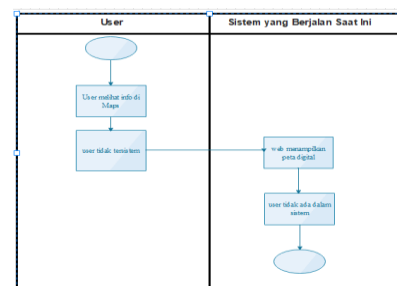 User
Sistem yang Berjalan Saat Ini
User melihat info di
Maps
user tidak tersistem
web menampilkan
peta digital
user tidak ada dalam
sistem